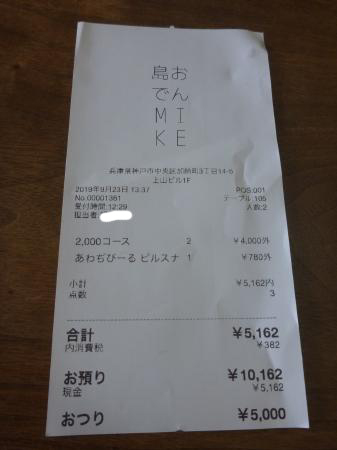 島おでん
MIKE
兵庫県神戸市中央区加納町3丁目14-5
上山ビル1F
2019年9月23日 13:37 POS:001
No.00001361 テーブル:105
受付時間:12:29 人数:2
担当者:
2,000コース 2 ¥4,000外
あわぢびーる ピルスナ 1 ¥780外
小計 ¥5,162内
点数 3
合計 ¥5,162
内消費税 ¥382
お預り ¥10,162
現金 ¥5,162
おつり ¥5,000